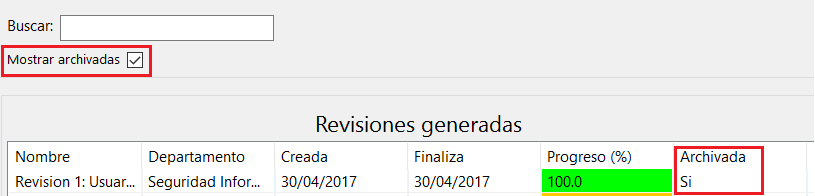 Buscar:
Mostrar archivadas
Revisiones generadas
Nombre Departamento Creada Finaliza Progreso (%) Archivada
Revision 1: Usuar... Seguridad Infor... 30/04/2017 30/04/2017 100.0 Si